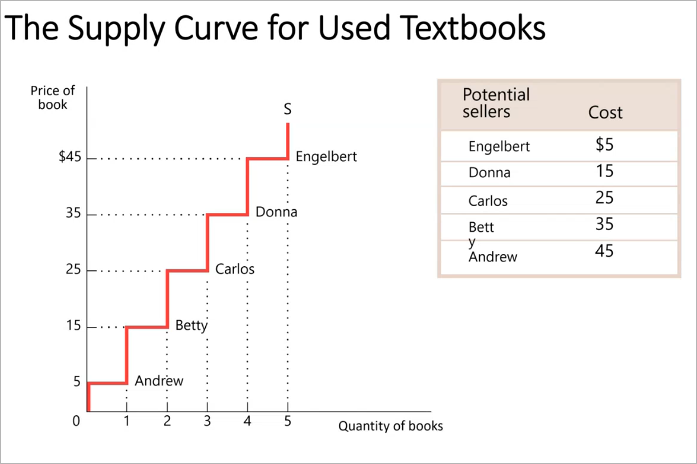 The Supply Curve for Used Textbooks
Price of
book
S
$45
Engelbert
35
Donna
25
Carlos
15
Betty
5
Andrew
0
1 2 3 4 5
Quantity of books
Potential
sellers
Cost
Engelbert $5
Donna 15
Carlos 25
Bett 35
y
Andrew 45